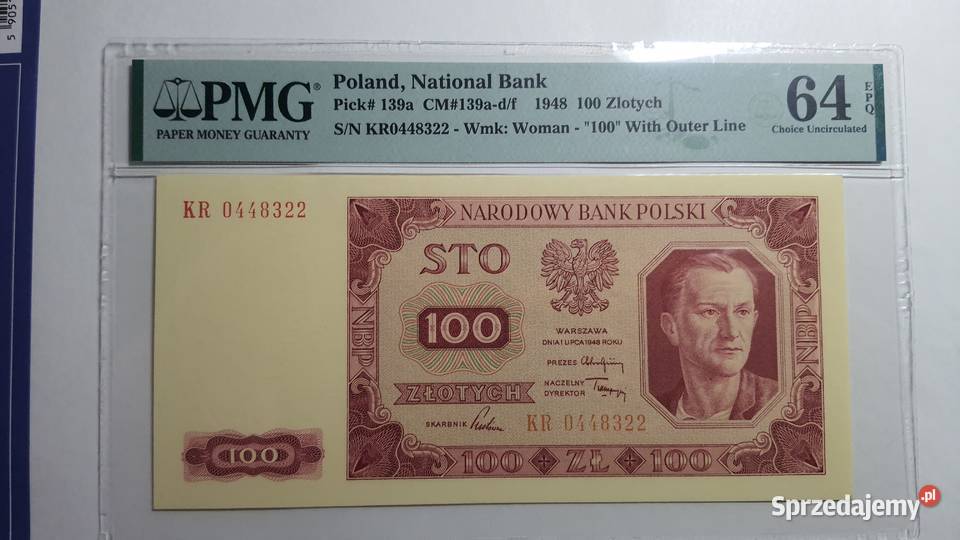 PMG®
PAPER MONEY GUARANTY
Poland, National Bank
Pick# 139a CM#139a-d/f 1948 100 Zlotych
S/N KR0448322 - Wmk: Woman - "100" With Outer Line
64 EPQ
Choice Uncirculated
KR 0448322
NARODOWY BANK POLSKI
STO
100
ZŁOTYCH
WARSZAWA
DNIA 1 LIPCA 1948 ROKU
PREZES
NACZELNY
DYREKTOR
SKARBNIK
KR 0448322
NBP
NBP
100
100 ZŁ 100
Sprzedajemy.pl